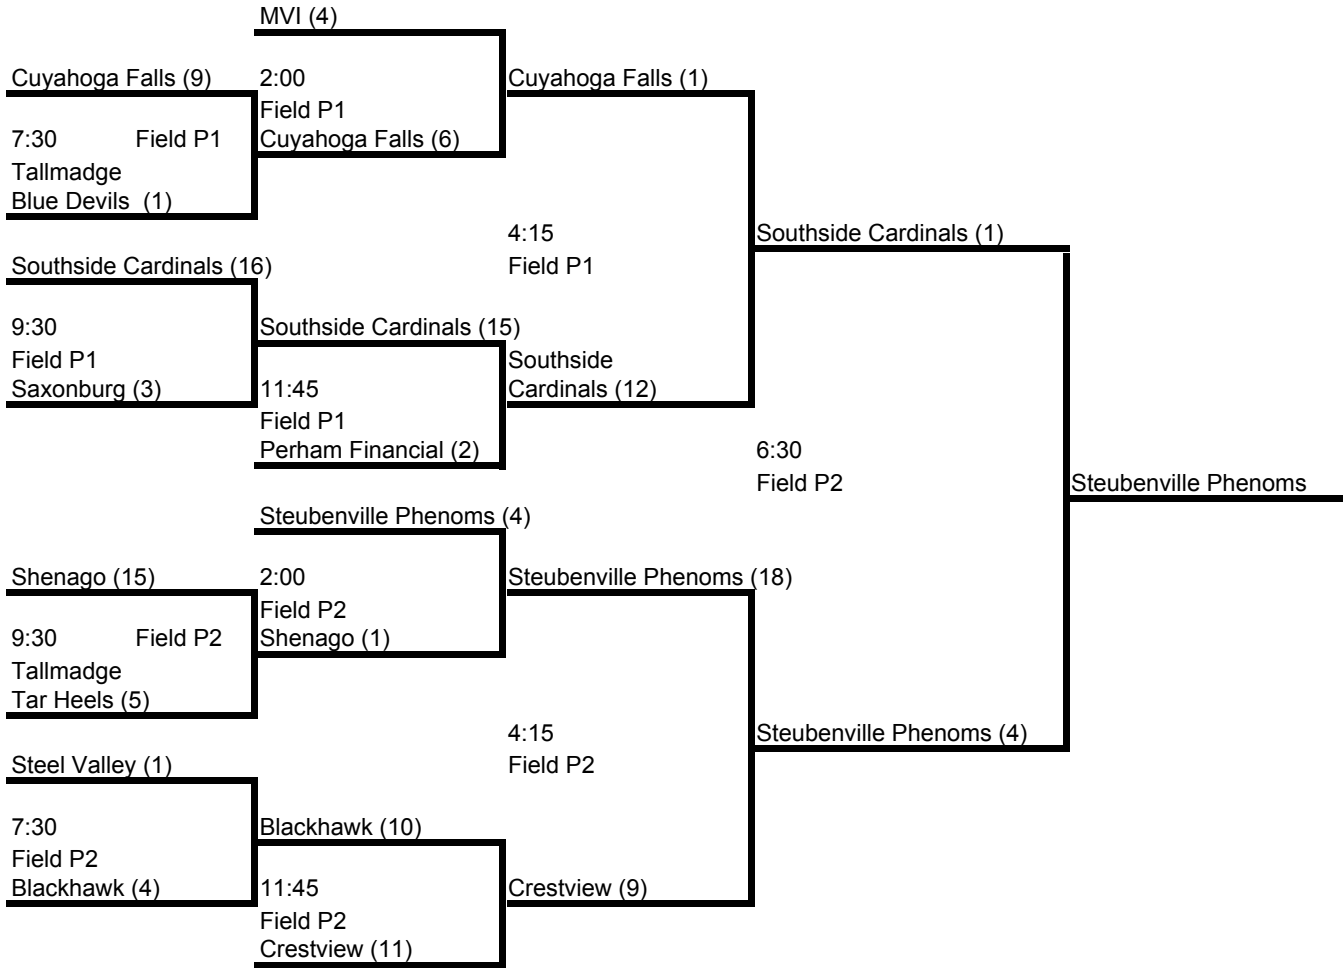 MVI (4)
Cuyahoga Falls (9)
2:00
Cuyahoga Falls (1)
Field P1
7:30 Field P1
Cuyahoga Falls (6)
Tallmadge
Blue Devils (1)
4:15
Southside Cardinals (1)
Southside Cardinals (16)
Field P1
9:30
Southside Cardinals (15)
Field P1
Southside
Saxonburg (3)
11:45
Cardinals (12)
Field P1
Perham Financial (2)
6:30
Field P2
Steubenville Phenoms
Steubenville Phenoms (4)
Shenago (15)
2:00
Steubenville Phenoms (18)
Field P2
9:30 Field P2
Shenago (1)
Tallmadge
Tar Heels (5)
4:15
Steubenville Phenoms (4)
Steel Valley (1)
Field P2
7:30
Blackhawk (10)
Field P2
Blackhawk (4)
11:45
Crestview (9)
Field P2
Crestview (11)